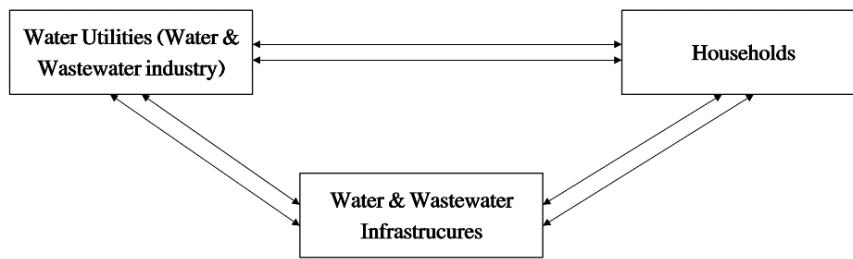 Water Utilities (Water &
Wastewater industry)
Households
Water & Wastewater
Infrastrucures